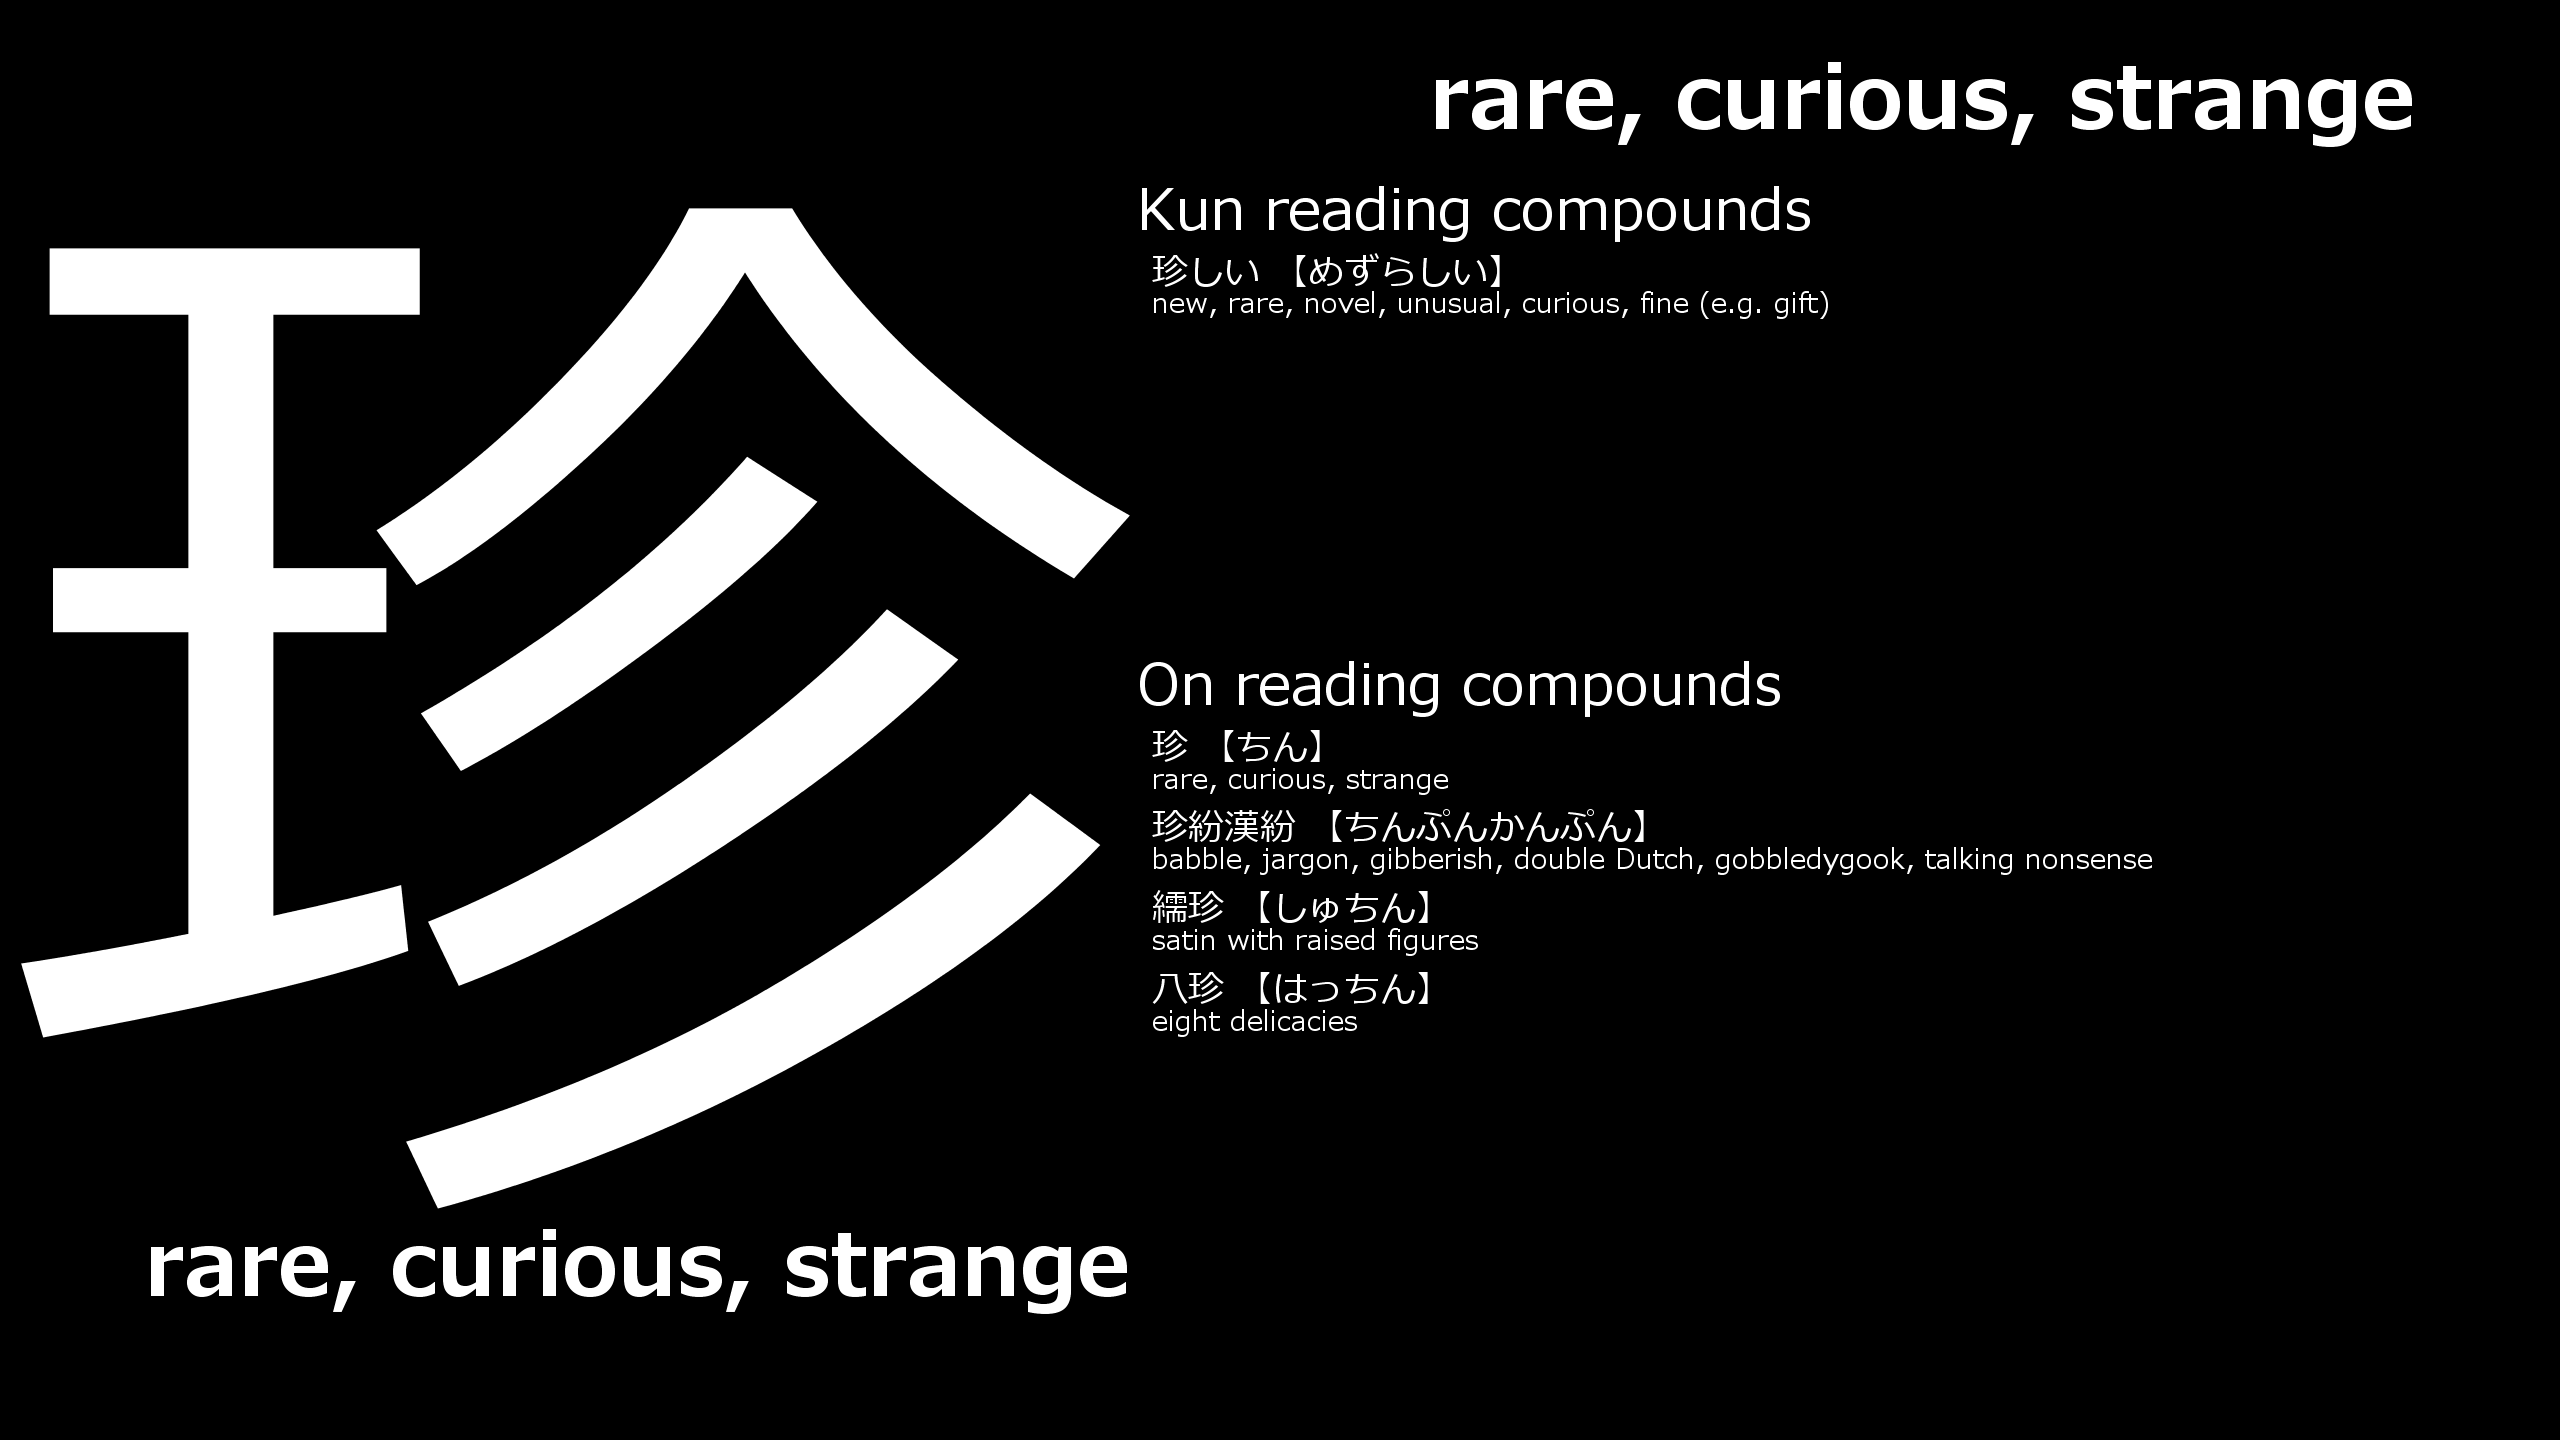 rare, curious, strange
珍
Kun reading compounds
珍しい 【めずらしい】
new, rare, novel, unusual, curious, fine (e.g. gift)
On reading compounds
珍 【ちん】
rare, curious, strange
珍紛漢紛 【ちんぷんかんぷん】
babble, jargon, gibberish, double Dutch, gobbledygook, talking nonsense
繻珍 【しゅちん】
satin with raised figures
八珍 【はっちん】
eight delicacies
rare, curious, strange